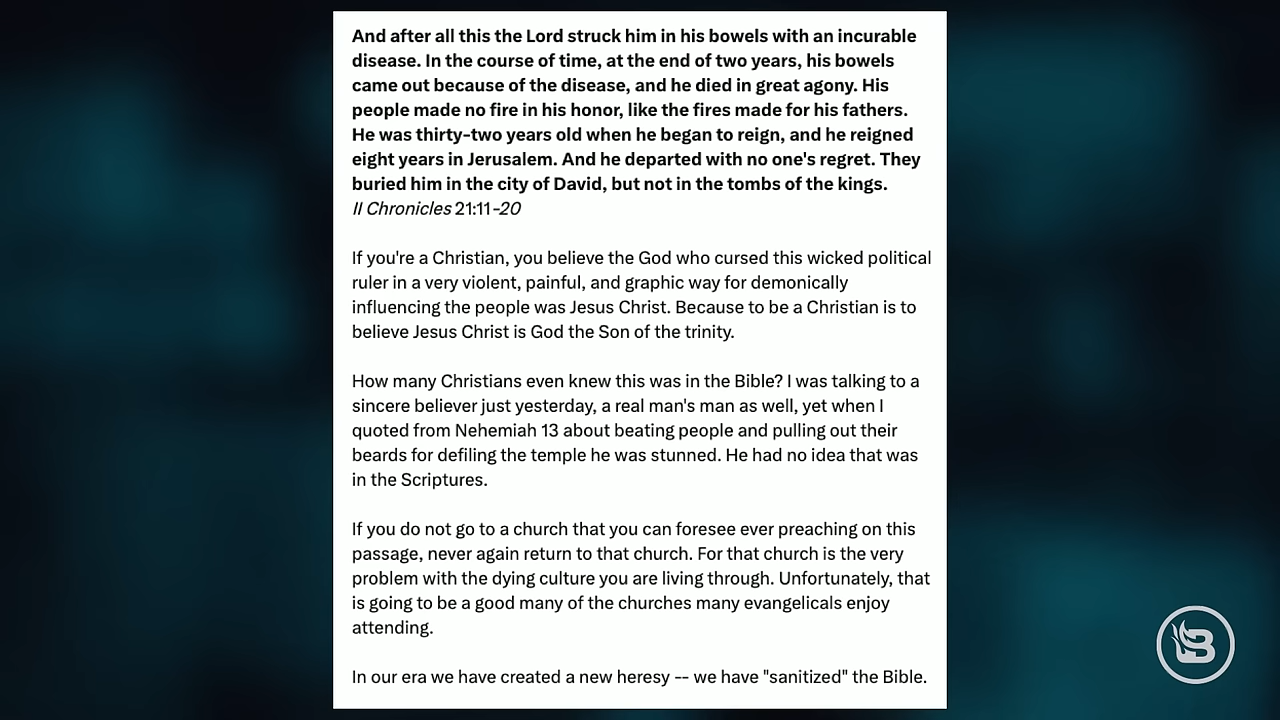 And after all this the Lord struck him in his bowels with an incurable
disease. In the course of time, at the end of two years, his bowels
came out because of the disease, and he died in great agony. His
people made no fire in his honor, like the fires made for his fathers.
He was thirty-two years old when he began to reign, and he reigned
eight years in Jerusalem. And he departed with no one's regret. They
buried him in the city of David, but not in the tombs of the kings.
II Chronicles 21:11-20
If you're a Christian, you believe the God who cursed this wicked political
ruler in a very violent, painful, and graphic way for demonically
influencing the people was Jesus Christ. Because to be a Christian is to
believe Jesus Christ is God the Son of the trinity.
How many Christians even knew this was in the Bible? I was talking to a
sincere believer just yesterday, a real man's man as well, yet when I
quoted from Nehemiah 13 about beating people and pulling out their
beards for defiling the temple he was stunned. He had no idea that was
in the Scriptures.
If you do not go to a church that you can foresee ever preaching on this
passage, never again return to that church. For that church is the very
problem with the dying culture you are living through. Unfortunately, that
is going to be a good many of the churches many evangelicals enjoy
attending.
In our era we have created a new heresy -- we have "sanitized" the Bible.
B